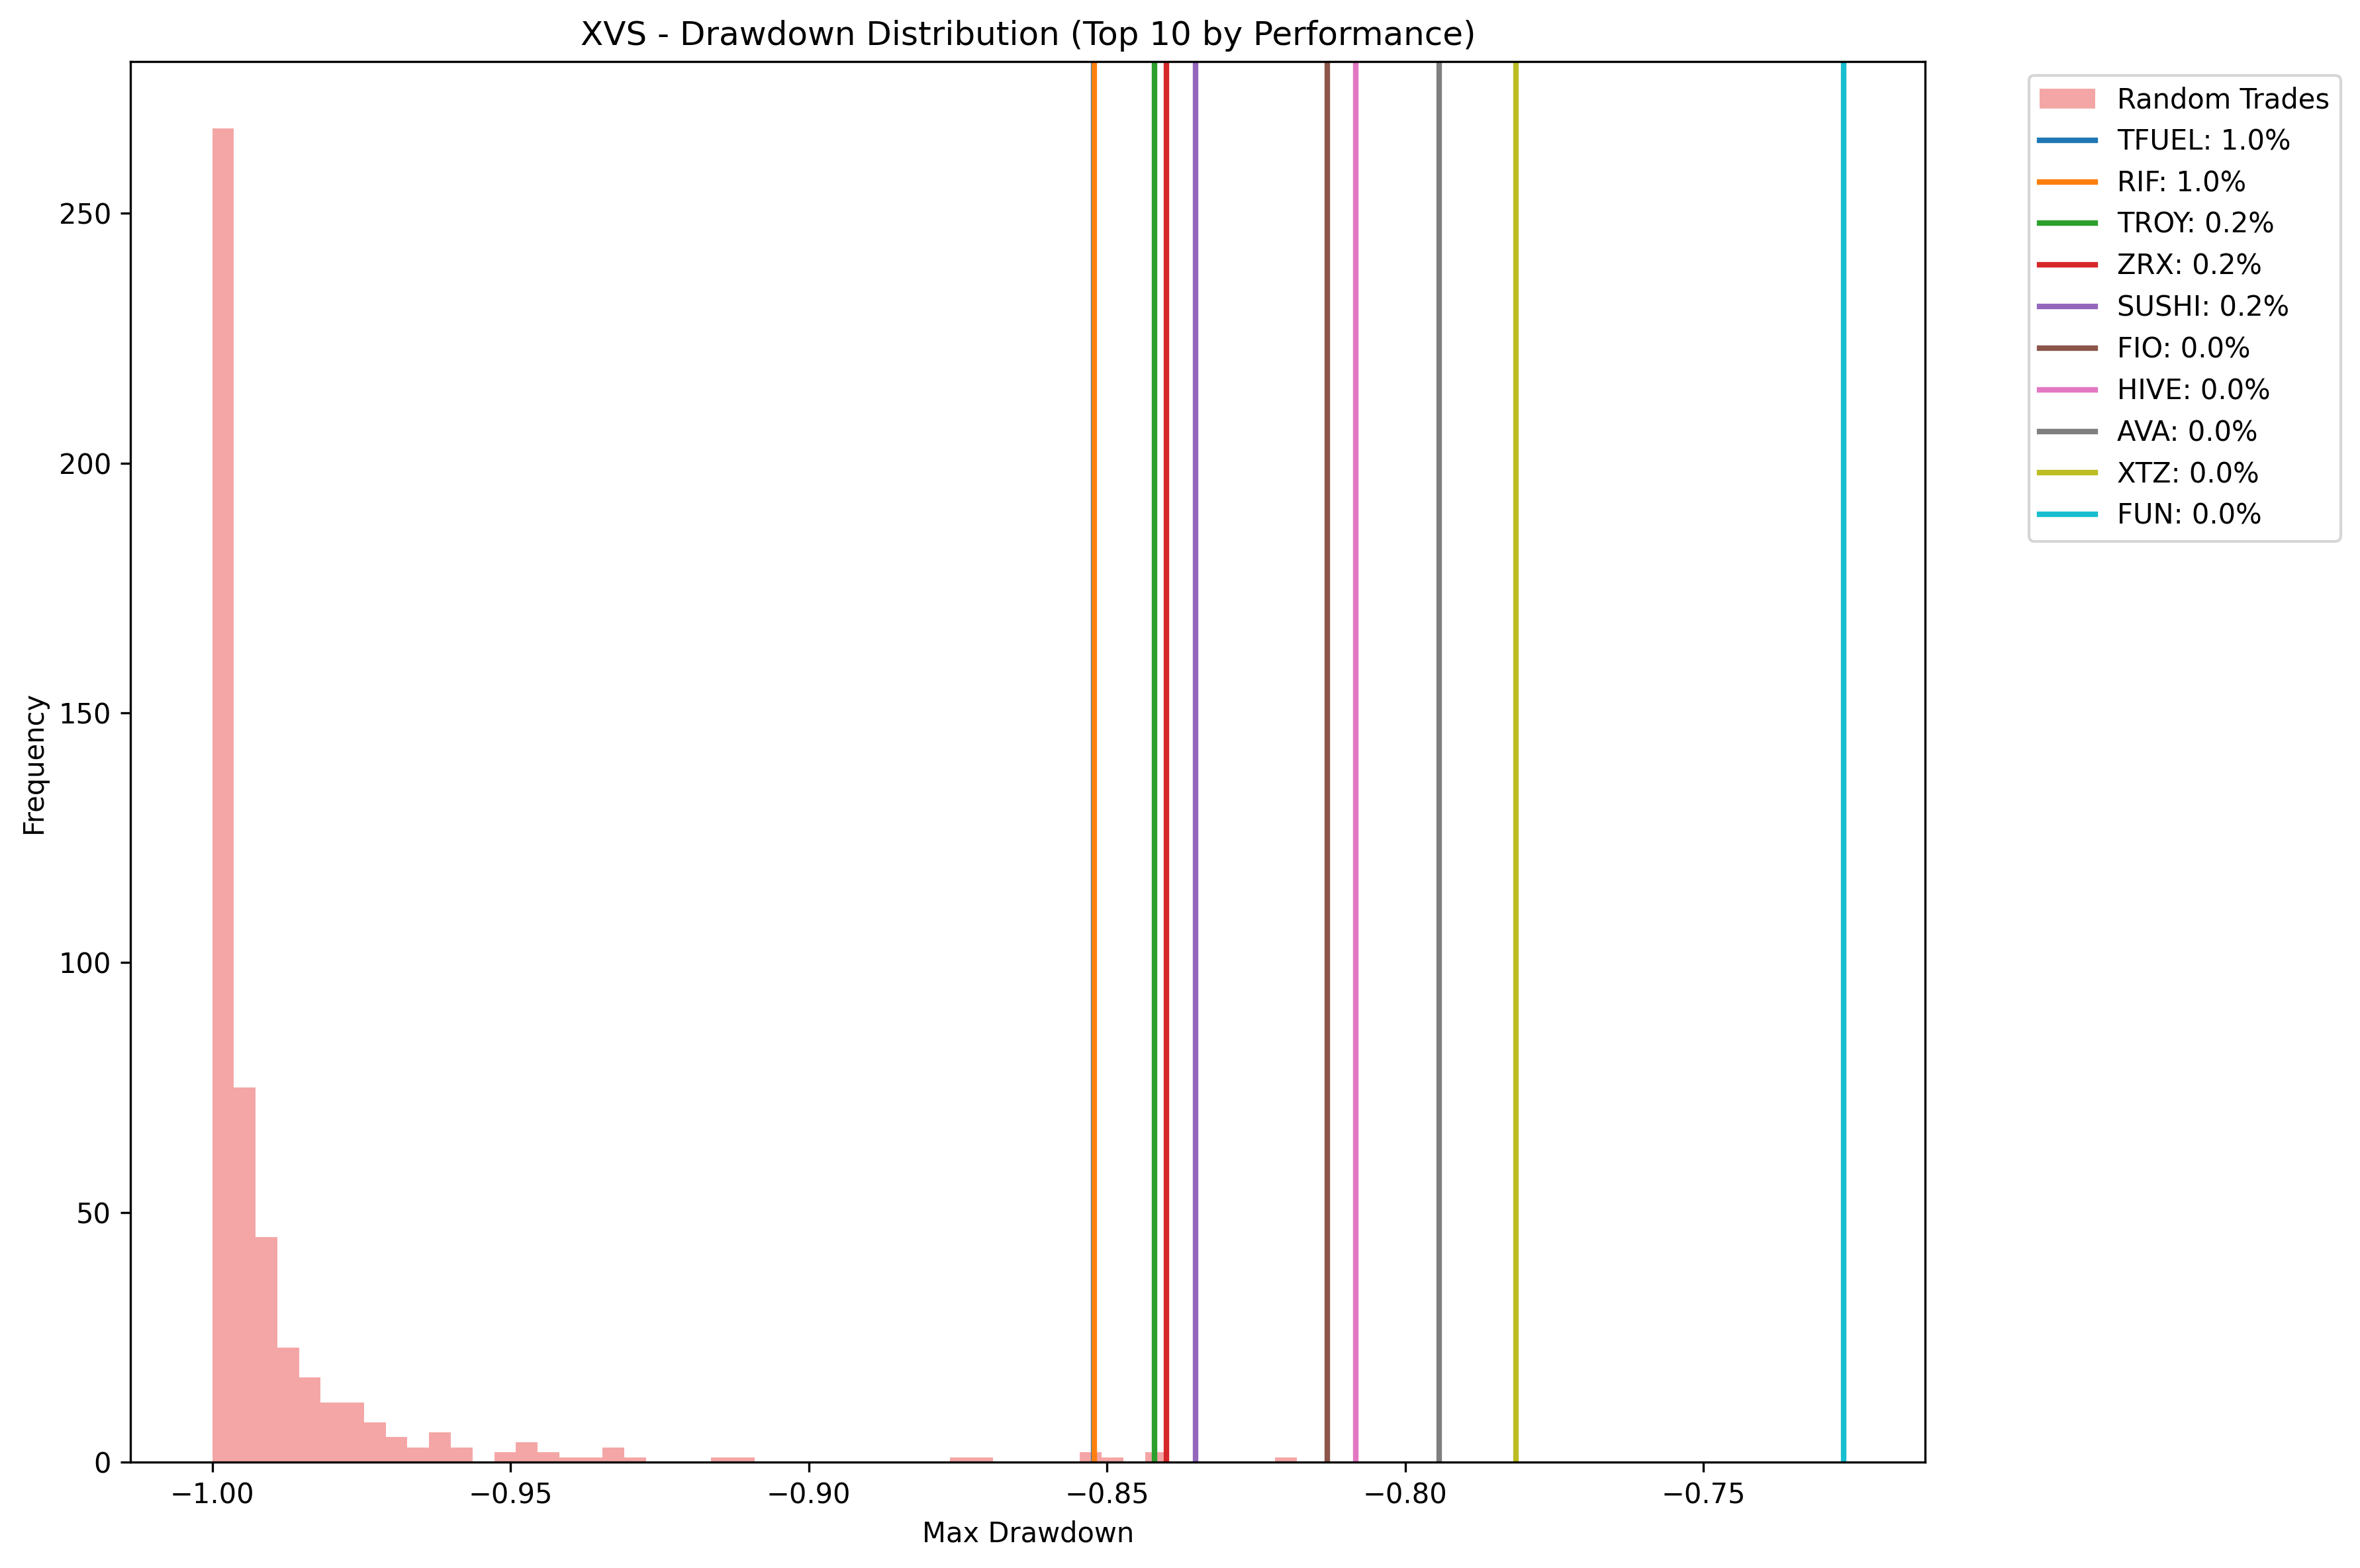 XVS - Drawdown Distribution (Top 10 by Performance)
Random Trades
TFUEL: 1.0%
RIF: 1.0%
TROY: 0.2%
ZRX: 0.2%
SUSHI: 0.2%
FIO: 0.0%
HIVE: 0.0%
AVA: 0.0%
XTZ: 0.0%
FUN: 0.0%
Frequency
250
200
150
100
50
0
−1.00 −0.95 −0.90 −0.85 −0.80 −0.75
Max Drawdown